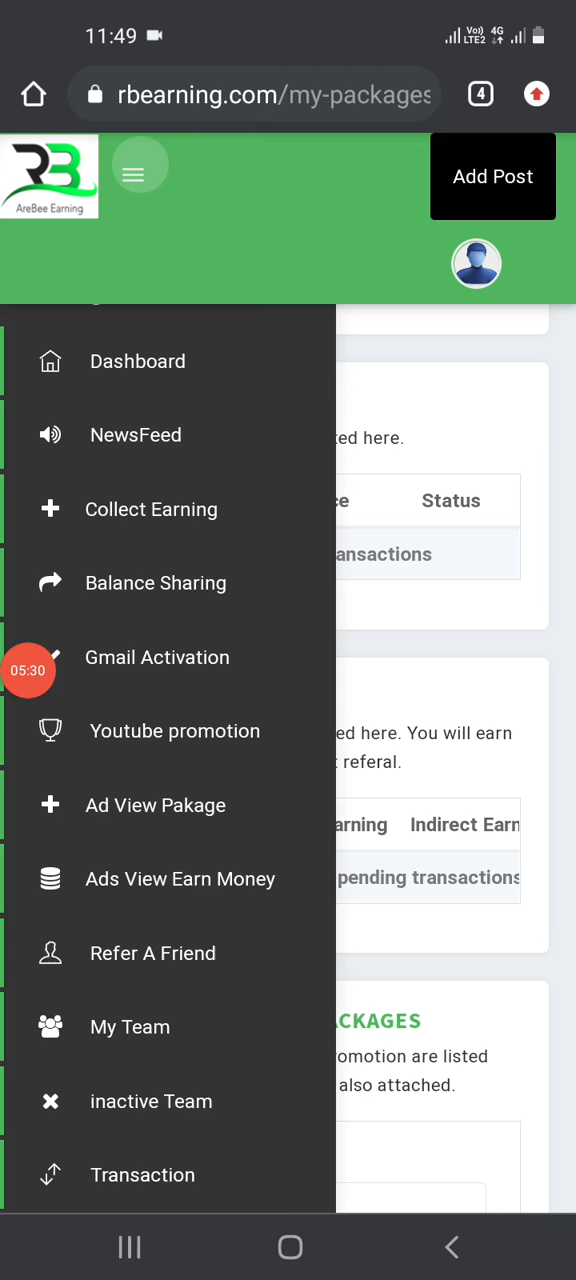 11:49
Vo)) 4G
LTE2
rbearning.com/my-packages
4
RB
AreBee Earning
Add Post
Dashboard
ted here.
NewsFeed
ce Status
Collect Earning
ansactions
Balance Sharing
05:30
Gmail Activation
Youtube promotion
ed here. You will earn
t referal.
Ad View Pakage
arning Indirect Earn
Ads View Earn Money
pending transactions
Refer A Friend
My Team
ACKAGES
romotion are listed
also attached.
inactive Team
Transaction